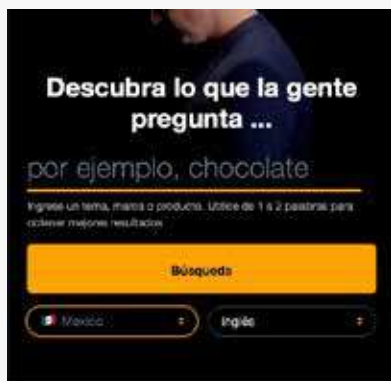 Descubra lo que la gente
pregunta ...
por ejemplo, chocolate
Ingrese un tema, marca o producto. Utilice de 1 a 2 palabras para
obtener mejores resultados.
Búsqueda
Mexico
Inglés